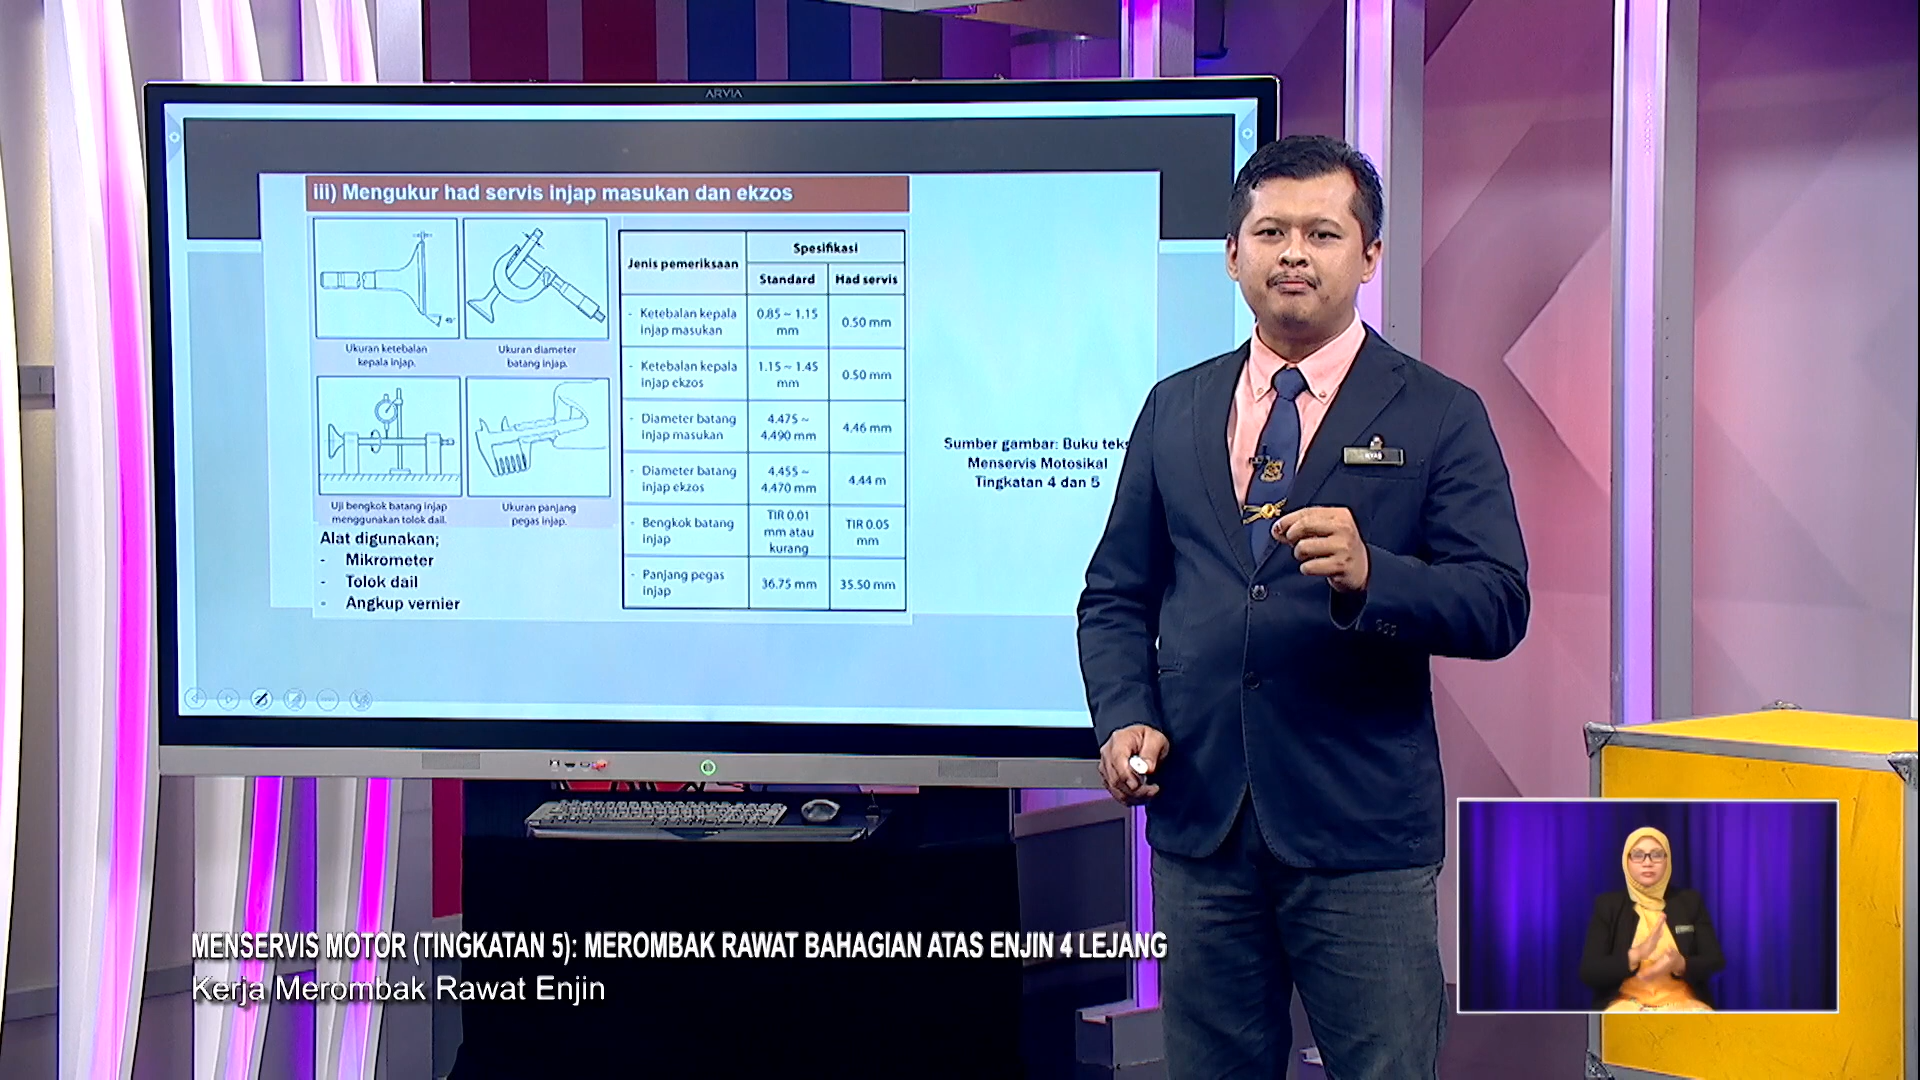 ARVIA
iii) Mengukur had servis injap masukan dan ekzos
Ukuran ketebalan
kepala injap.
Ukuran diameter
batang injap.
Uji bengkok batang injap
menggunakan tolok dail.
Ukuran panjang
pegas injap.
Alat digunakan;
- Mikrometer
- Tolok dail
- Angkup vernier
Jenis pemeriksaan
Spesifikasi
Standard
Had servis
- Ketebalan kepala
injap masukan
0.85 ~ 1.15
mm
0.50 mm
- Ketebalan kepala
injap ekzos
1.15 ~ 1.45
mm
0.50 mm
- Diameter batang
injap masukan
4.475 ~
4.490 mm
4.46 mm
- Diameter batang
injap ekzos
4.455 ~
4.470 mm
4.44 m
- Bengkok batang
injap
TIR 0.01
mm atau
kurang
TIR 0.05
mm
- Panjang pegas
injap
36.75 mm
35.50 mm
Sumber gambar: Buku teks
Menservis Motosikal
Tingkatan 4 dan 5
MENSERVIS MOTOR (TINGKATAN 5): MEROMBAK RAWAT BAHAGIAN ATAS ENJIN 4 LEJANG
Kerja Merombak Rawat Enjin